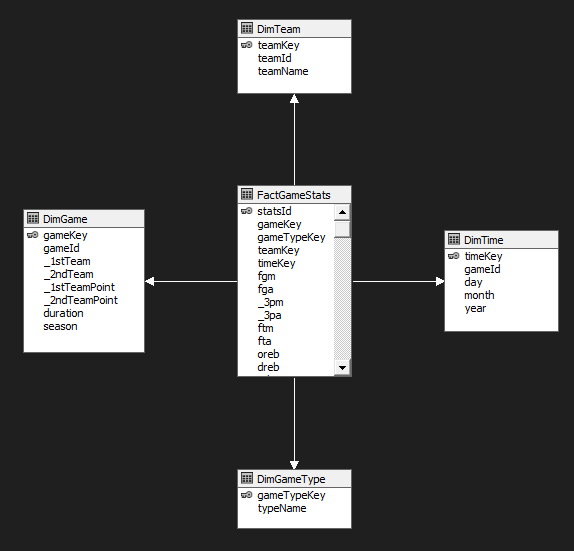 DimTeam
teamKey
teamId
teamName
FactGameStats
statsId
gameKey
gameTypeKey
teamKey
timeKey
fgm
fga
_3pm
_3pa
ftm
fta
oreb
dreb
DimGame
gameKey
gameId
_1stTeam
_2ndTeam
_1stTeamPoint
_2ndTeamPoint
duration
season
DimTime
timeKey
gameId
day
month
year
DimGameType
gameTypeKey
typeName